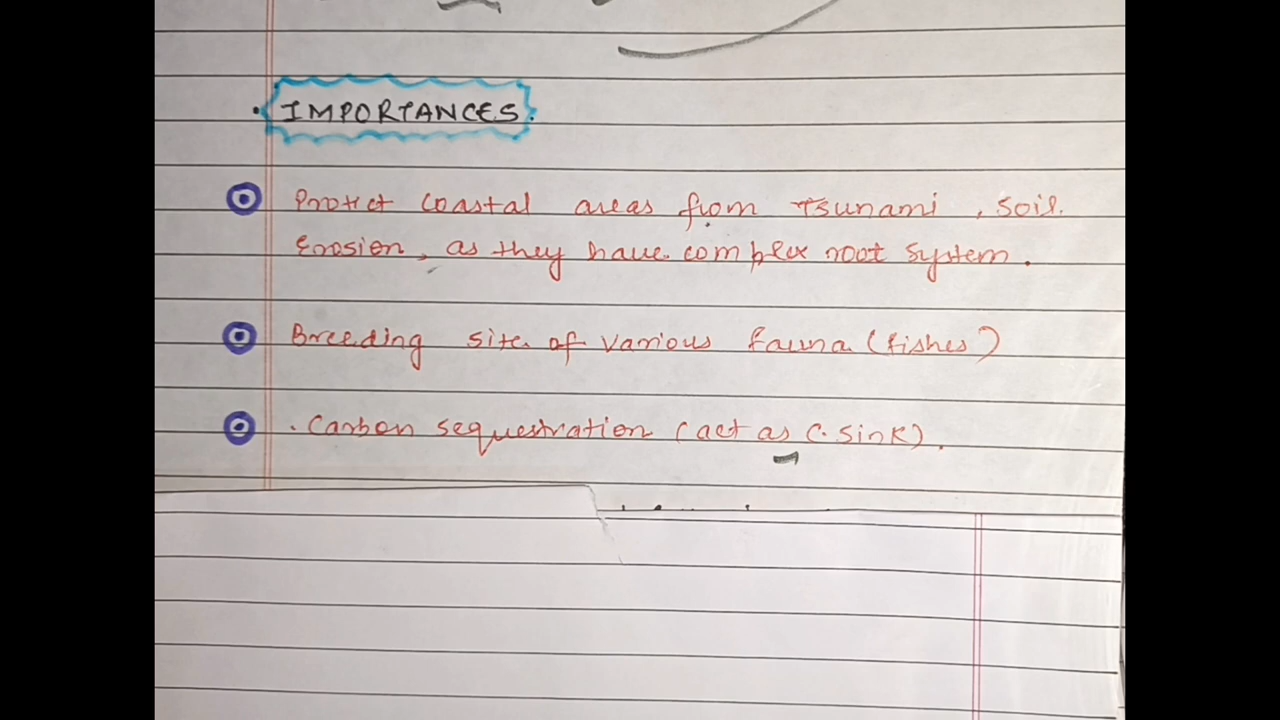 · IMPORTANCES.
Protect coastal areas from Tsunami, Soil
Erosion, as they have complex root system.
Breeding site of various fauna (fishes)
. Carbon sequestration (act as C. Sink).